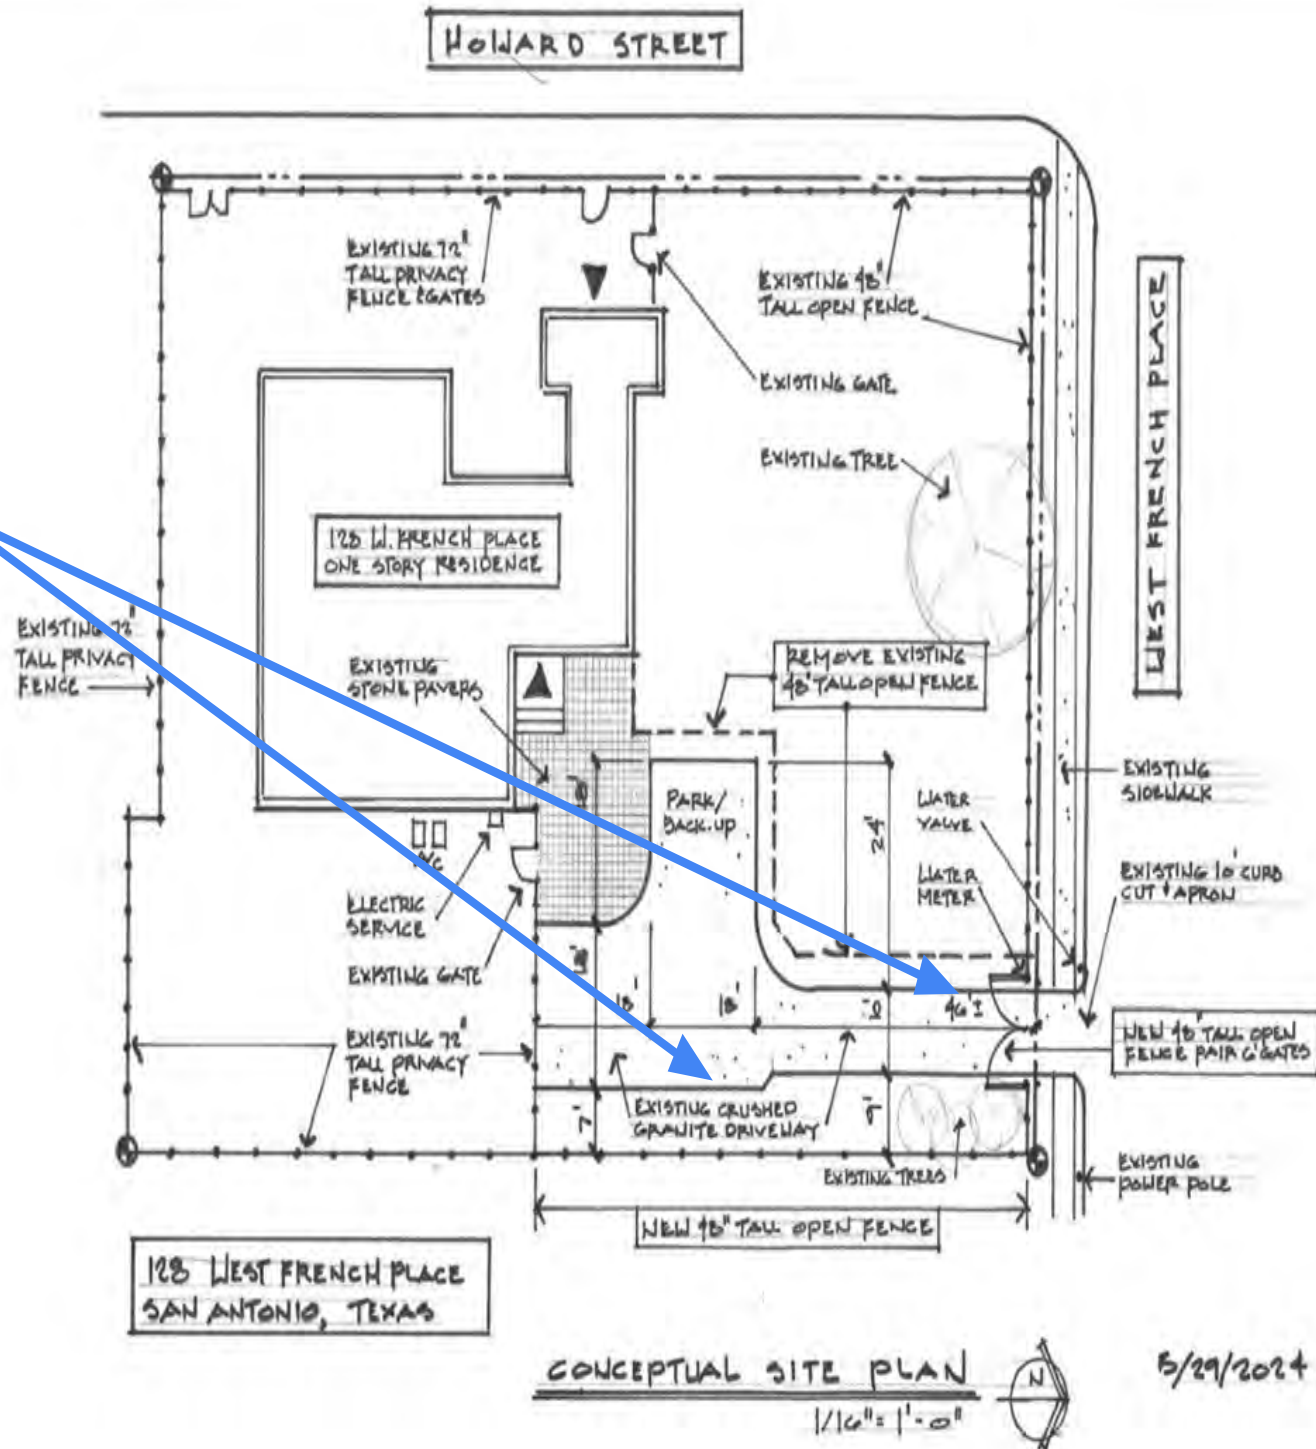 HOWARD STREET
EXISTING 72"
TALL PRIVACY
FENCE & GATES
EXISTING 48"
TALL OPEN FENCE
EXISTING GATE
WEST FRENCH PLACE
EXISTING TREE
128 W. FRENCH PLACE
ONE STORY RESIDENCE
EXISTING 72"
TALL PRIVACY
FENCE
EXISTING
STONE PAVERS
REMOVE EXISTING
48" TALL OPEN FENCE
EXISTING
SIDEWALK
PARK/
BACK-UP
24'
WATER
VALVE
WATER
METER
EXISTING 10' CURB
CUT & APRON
A/C
ELECTRIC
SERVICE
EXISTING GATE
18'
18'
46'±
NEW 48" TALL OPEN
FENCE PAIR GATES
EXISTING 72"
TALL PRIVACY
FENCE
7'
EXISTING CRUSHED
GRANITE DRIVEWAY
EXISTING TREES
EXISTING
POWER POLE
NEW 48" TALL OPEN FENCE
128 WEST FRENCH PLACE
SAN ANTONIO, TEXAS
CONCEPTUAL SITE PLAN
N
1/16"=1'-0"
5/29/2024